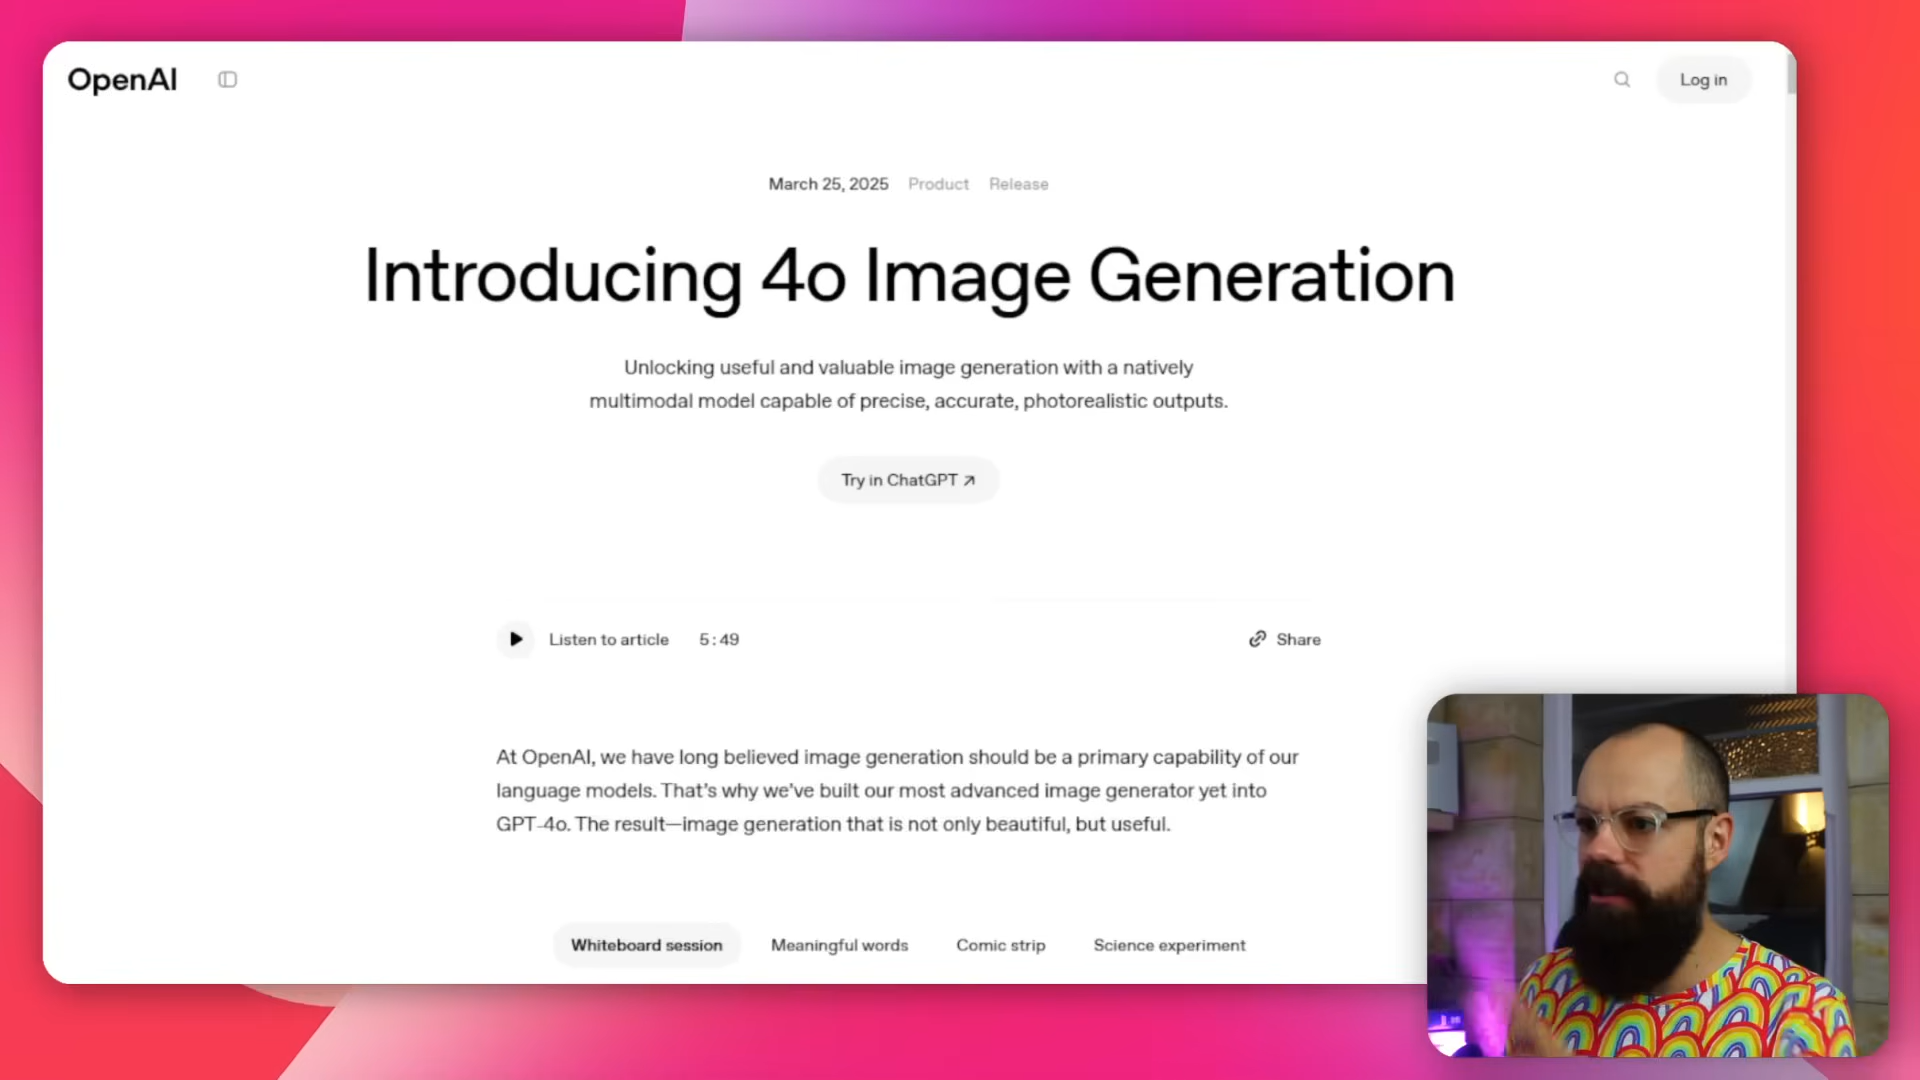 OpenAI
Log in
March 25, 2025 Product Release
Introducing 4o Image Generation
Unlocking useful and valuable image generation with a natively
multimodal model capable of precise, accurate, photorealistic outputs.
Try in ChatGPT ↗
Listen to article 5:49
Share
At OpenAI, we have long believed image generation should be a primary capability of our
language models. That’s why we’ve built our most advanced image generator yet into
GPT-4o. The result—image generation that is not only beautiful, but useful.
Whiteboard session Meaningful words Comic strip Science experiment